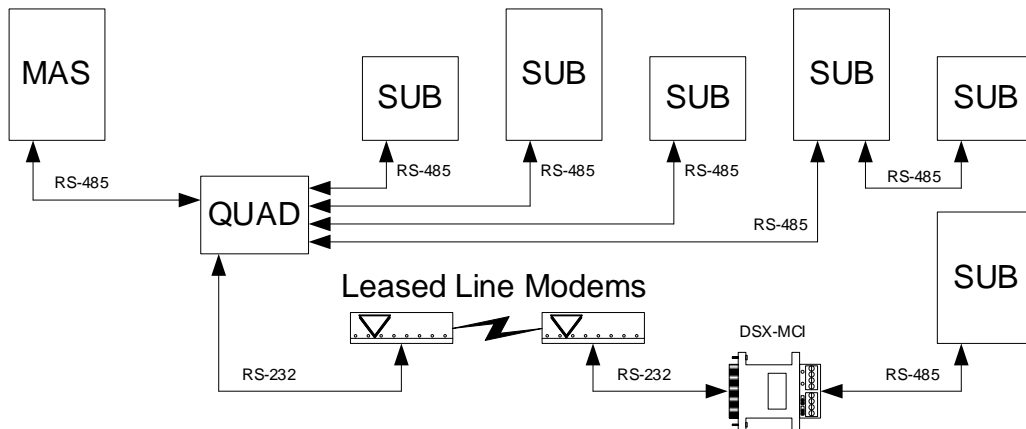 MAS
SUB
SUB
SUB
SUB
SUB
RS-485
RS-485
RS-485
RS-485
RS-485
QUAD
RS-485
SUB
Leased Line Modems
DSX-MCI
RS-232
RS-232
RS-485